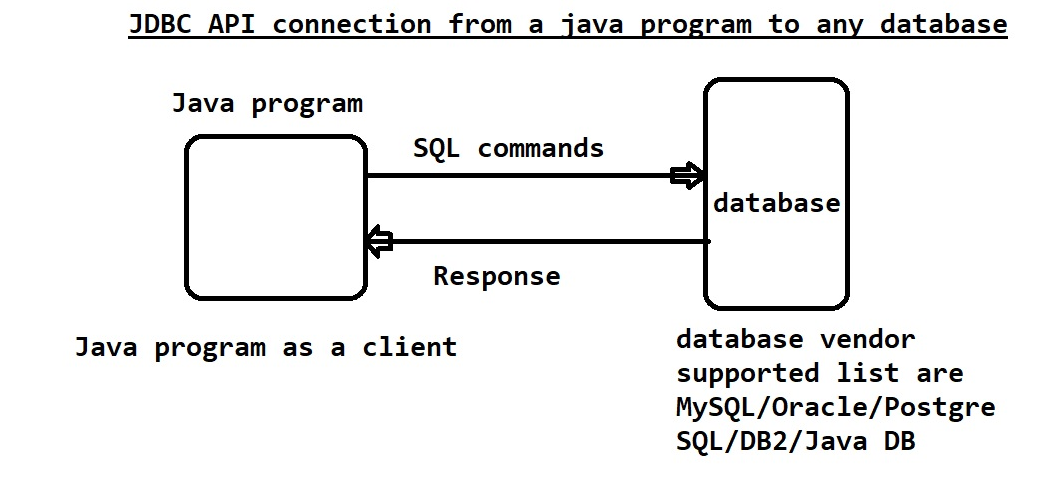 JDBC API connection from a java program to any database
Java program
SQL commands
database
Response
Java program as a client
database vendor
supported list are
MySQL/Oracle/Postgre
SQL/DB2/Java DB